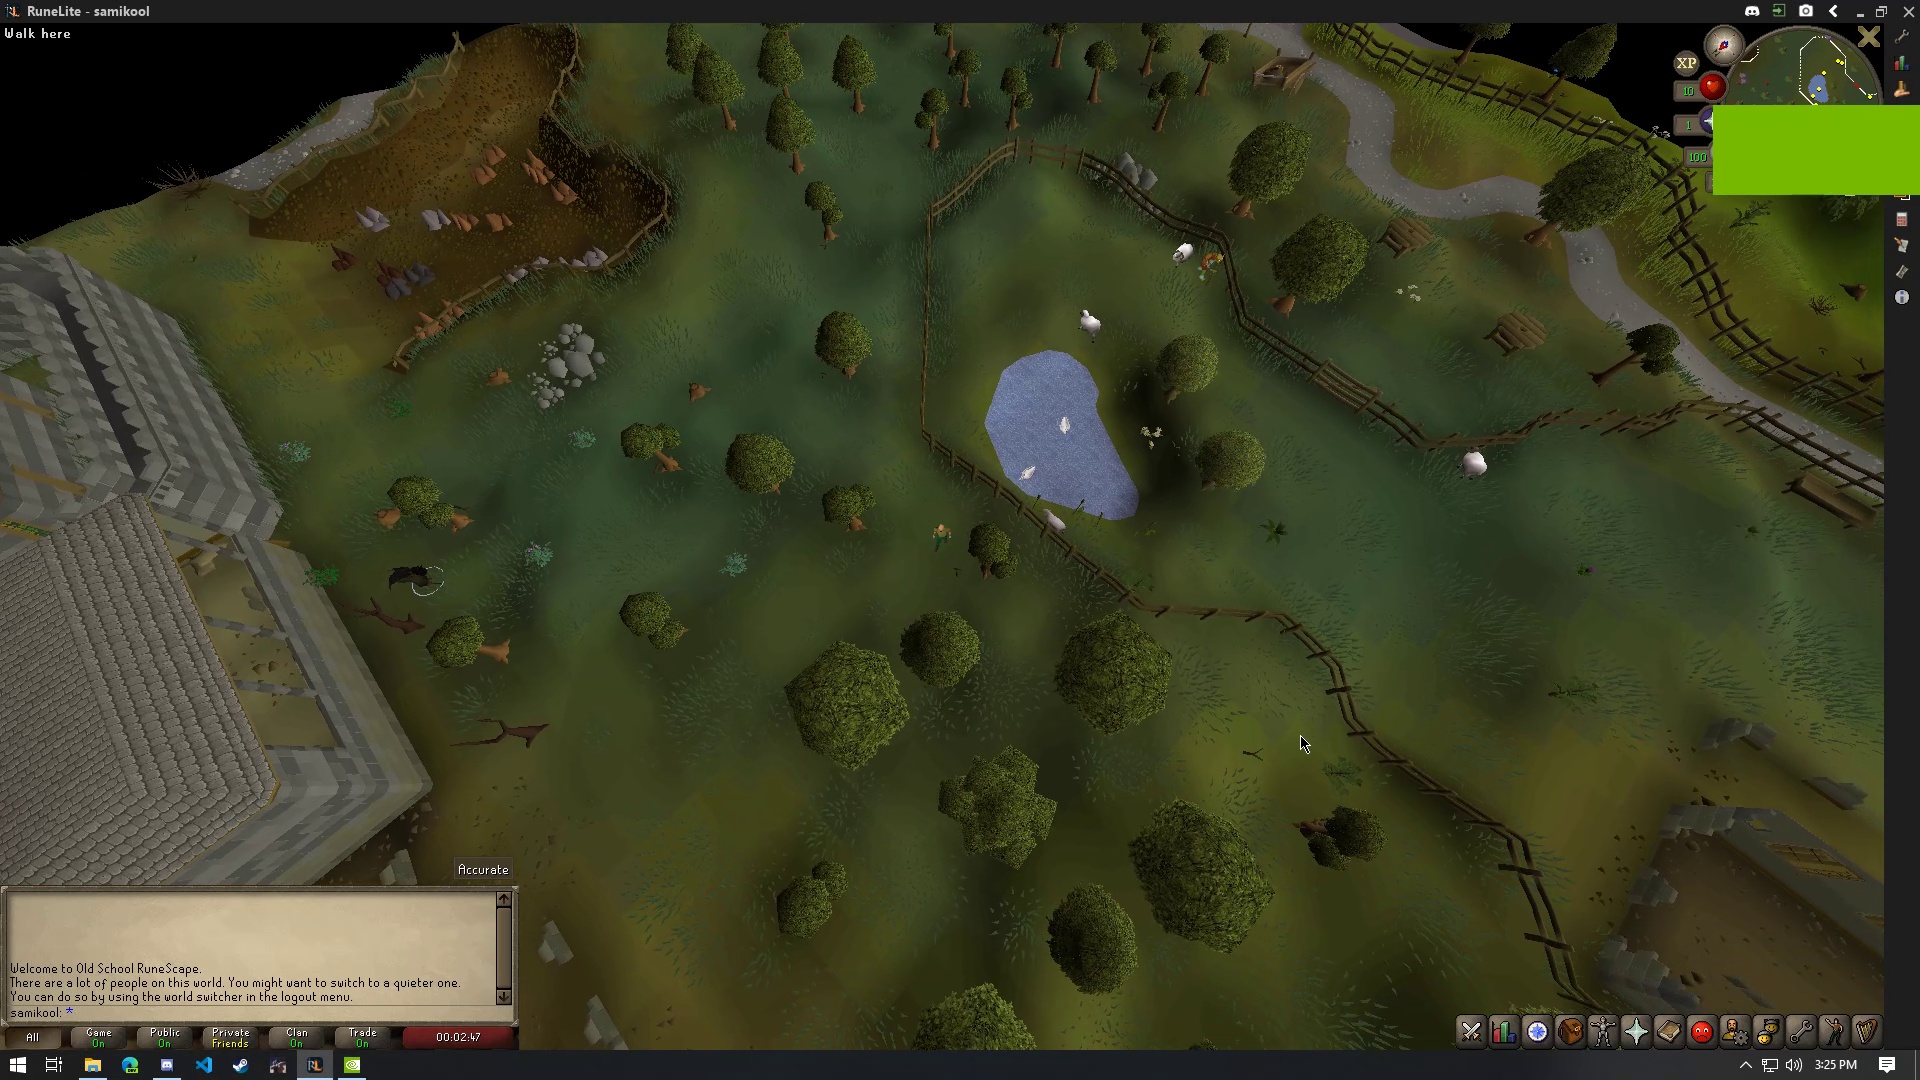 RuneLite - samikool
Walk here
XP
10
1
100
Accurate
Welcome to Old School RuneScape.
There are a lot of people on this world. You might want to switch to a quieter one.
You can do so by using the world switcher in the logout menu.
samikool: *
All
Game
On
Public
On
Private
Friends
Clan
On
Trade
On
00:02:47
3:25 PM